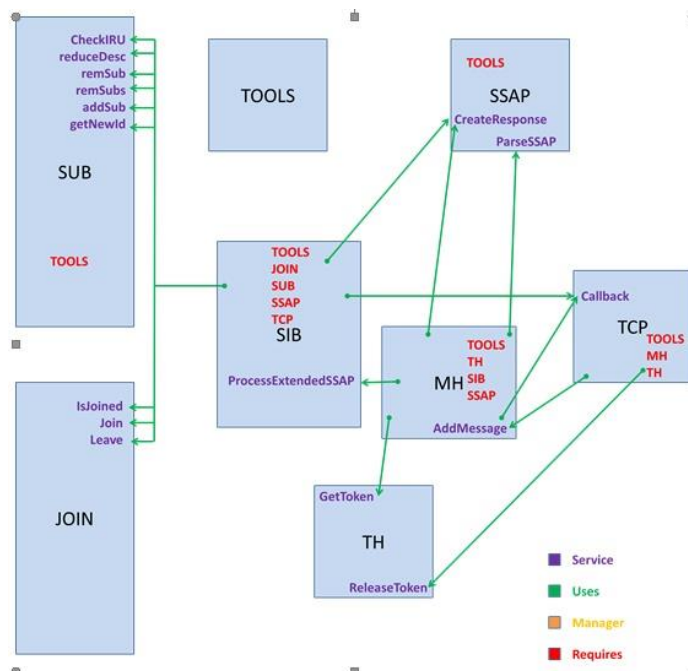 CheckIRU
reduceDesc
remSub
remSubs
addSub
getNewId
SUB
TOOLS
TOOLS
TOOLS
SSAP
CreateResponse
ParseSSAP
TOOLS
JOIN
SUB
SSAP
TCP
SIB
ProcessExtendedSSAP
TOOLS
TH
SIB
SSAP
MH
AddMessage
Callback
TCP
TOOLS
MH
TH
IsJoined
Join
Leave
JOIN
GetToken
TH
ReleaseToken
Service
Uses
Manager
Requires